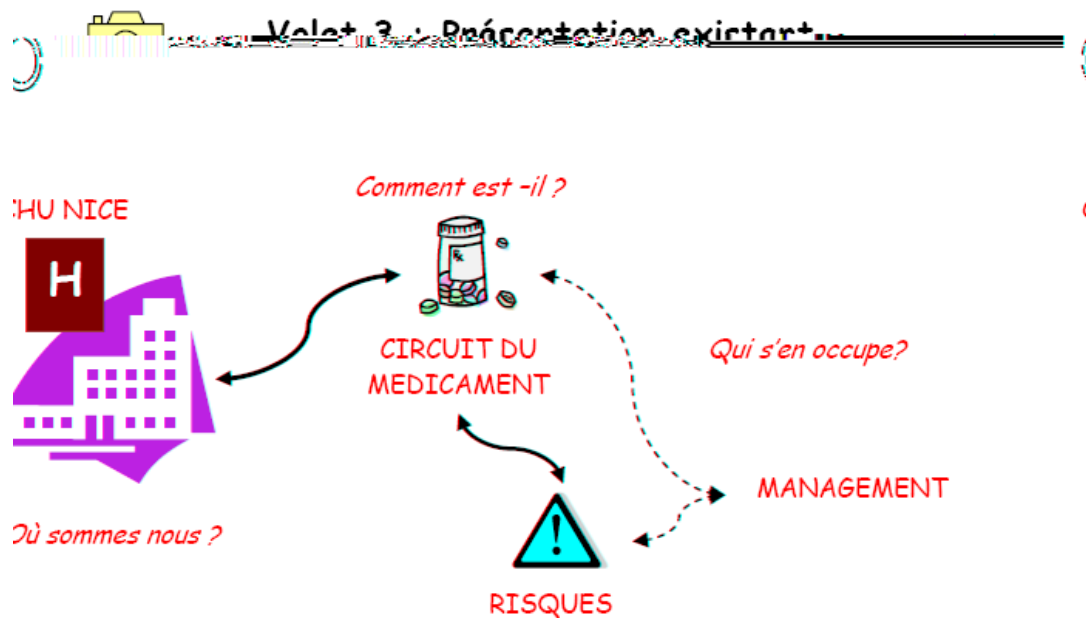 Volet 3 : Présentation
Comment est -il ?
CHU NICE
H
Rx
CIRCUIT DU
MEDICAMENT
Qui s'en occupe?
MANAGEMENT
Où sommes nous ?
!
RISQUES